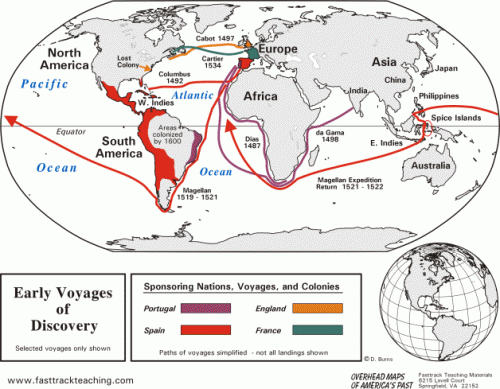 North
America
Lost
Colony
Cabot 1497
Cartier
1534
Europe
Asia
Japan
China
Pacific
Columbus
1492
Atlantic
W. Indies
Africa
India
Philippines
Spice Islands
Equator
South
America
Areas
colonized
by 1600
Dias
1487
da Gama
1498
E. Indies
Australia
Ocean
Ocean
Magellan
1519 - 1521
Magellan Expedition
Return 1521 - 1522
Early Voyages
of
Discovery
Selected voyages only shown
Sponsoring Nations, Voyages, and Colonies
Portugal
England
Spain
France
Paths of voyages simplified - not all landings shown
© D. Burns
www.fasttrackteaching.com
OVERHEAD MAPS
OF AMERICA'S PAST
Fasttrack Teaching Materials
6215 Lavell Court
Springfield, VA 22152